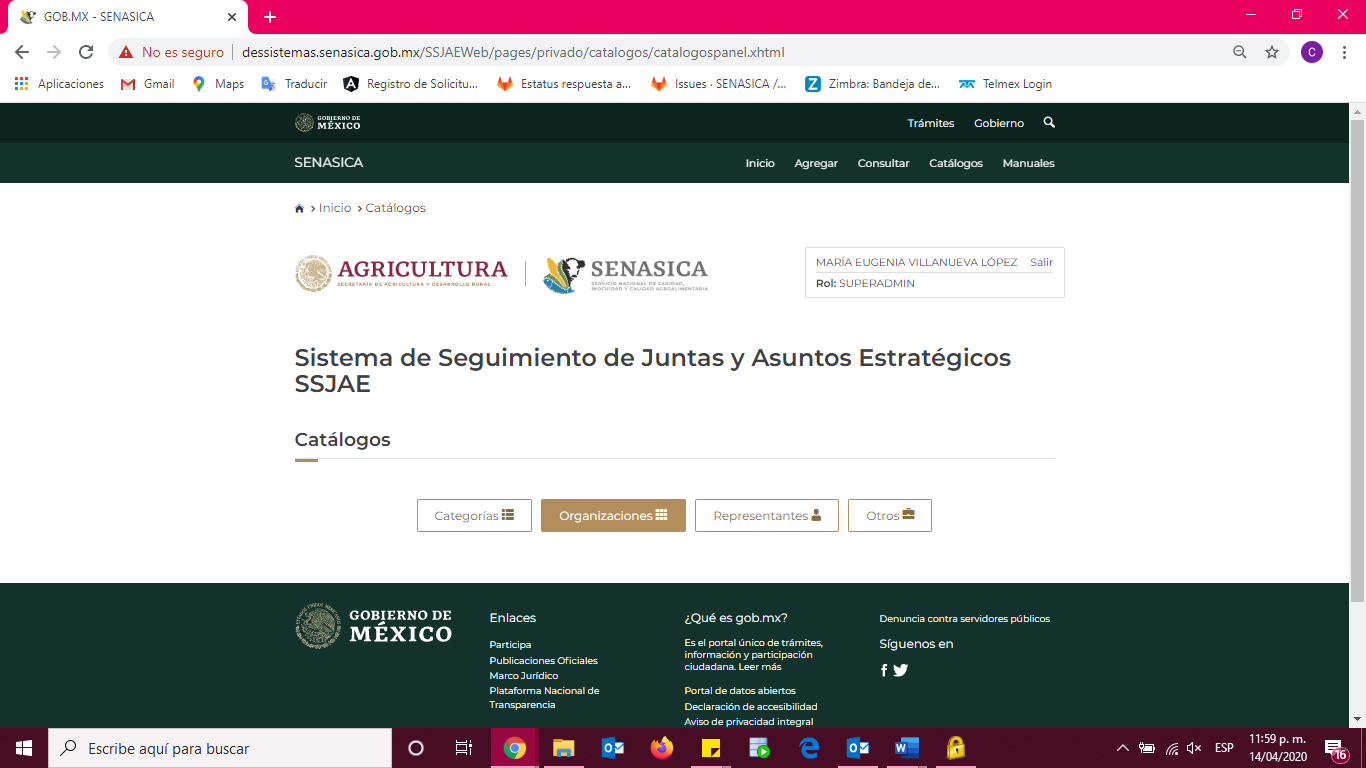 GOB.MX - SENASICA
No es seguro
dessistemas.senasica.gob.mx/SSJAEWeb/pages/privado/catalogos/catalogospanel.xhtml
C
Aplicaciones Gmail Maps Traducir Registro de Solicitu... Estatus respuesta a... Issues · SENASICA /... Zimbra: Bandeja de... Telmex Login
GOBIERNO DE
MÉXICO
Trámites Gobierno
SENASICA
Inicio Agregar Consultar Catálogos Manuales
Inicio Catálogos
AGRICULTURA
SECRETARÍA DE AGRICULTURA Y DESARROLLO RURAL
SENASICA
SERVICIO NACIONAL DE SANIDAD,
INOCUIDAD Y CALIDAD AGROALIMENTARIA
MARÍA EUGENIA VILLANUEVA LÓPEZ Salir
Rol: SUPERADMIN
Sistema de Seguimiento de Juntas y Asuntos Estratégicos
SSJAE
Catálogos
Categorías Organizaciones Representantes Otros
GOBIERNO DE
MÉXICO
Enlaces
Participa
Publicaciones Oficiales
Marco Jurídico
Plataforma Nacional de
Transparencia
¿Qué es gob.mx?
Es el portal único de trámites,
información y participación
ciudadana. Leer más
Portal de datos abiertos
Declaración de accesibilidad
Aviso de privacidad integral
Denuncia contra servidores públicos
Síguenos en
Escribe aquí para buscar
ESP
11:59 p. m.
14/04/2020
16